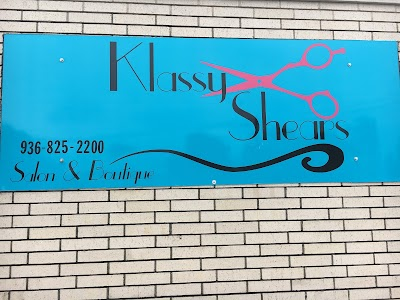 Klassy
Shears
936-825-2200
Salon & Boutique